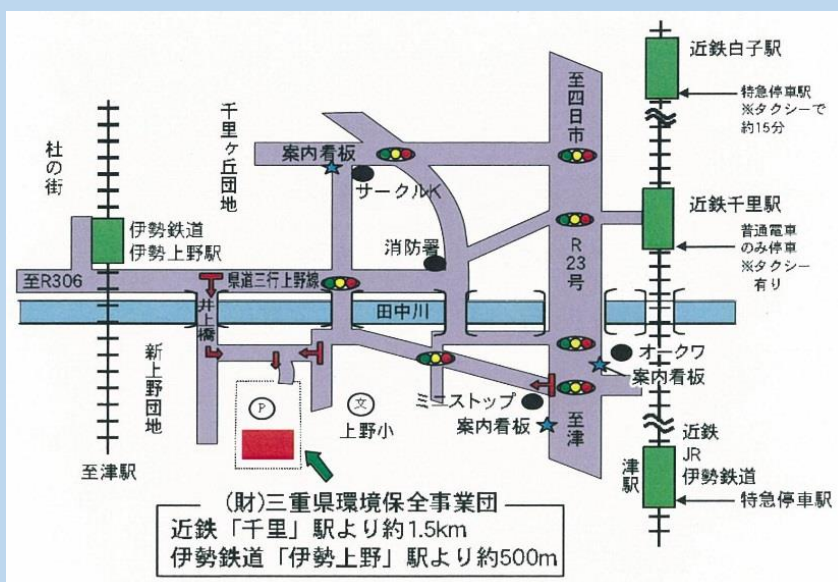 近鉄白子駅
特急停車駅
※タクシーで
約15分
至四日市
千里ヶ丘団地
案内看板
サークルK
杜の街
伊勢鉄道
伊勢上野駅
消防署
近鉄千里駅
普通電車
のみ停車
※タクシー
有り
R23号
至R306
県道三行上野線
井上橋
田中川
新上野団地
オークワ
案内看板
P
文
上野小
ミニストップ
案内看板
至津
至津駅
津駅
近鉄
JR
伊勢鉄道
特急停車駅
(財)三重県環境保全事業団
近鉄「千里」駅より約1.5km
伊勢鉄道「伊勢上野」駅より約500m